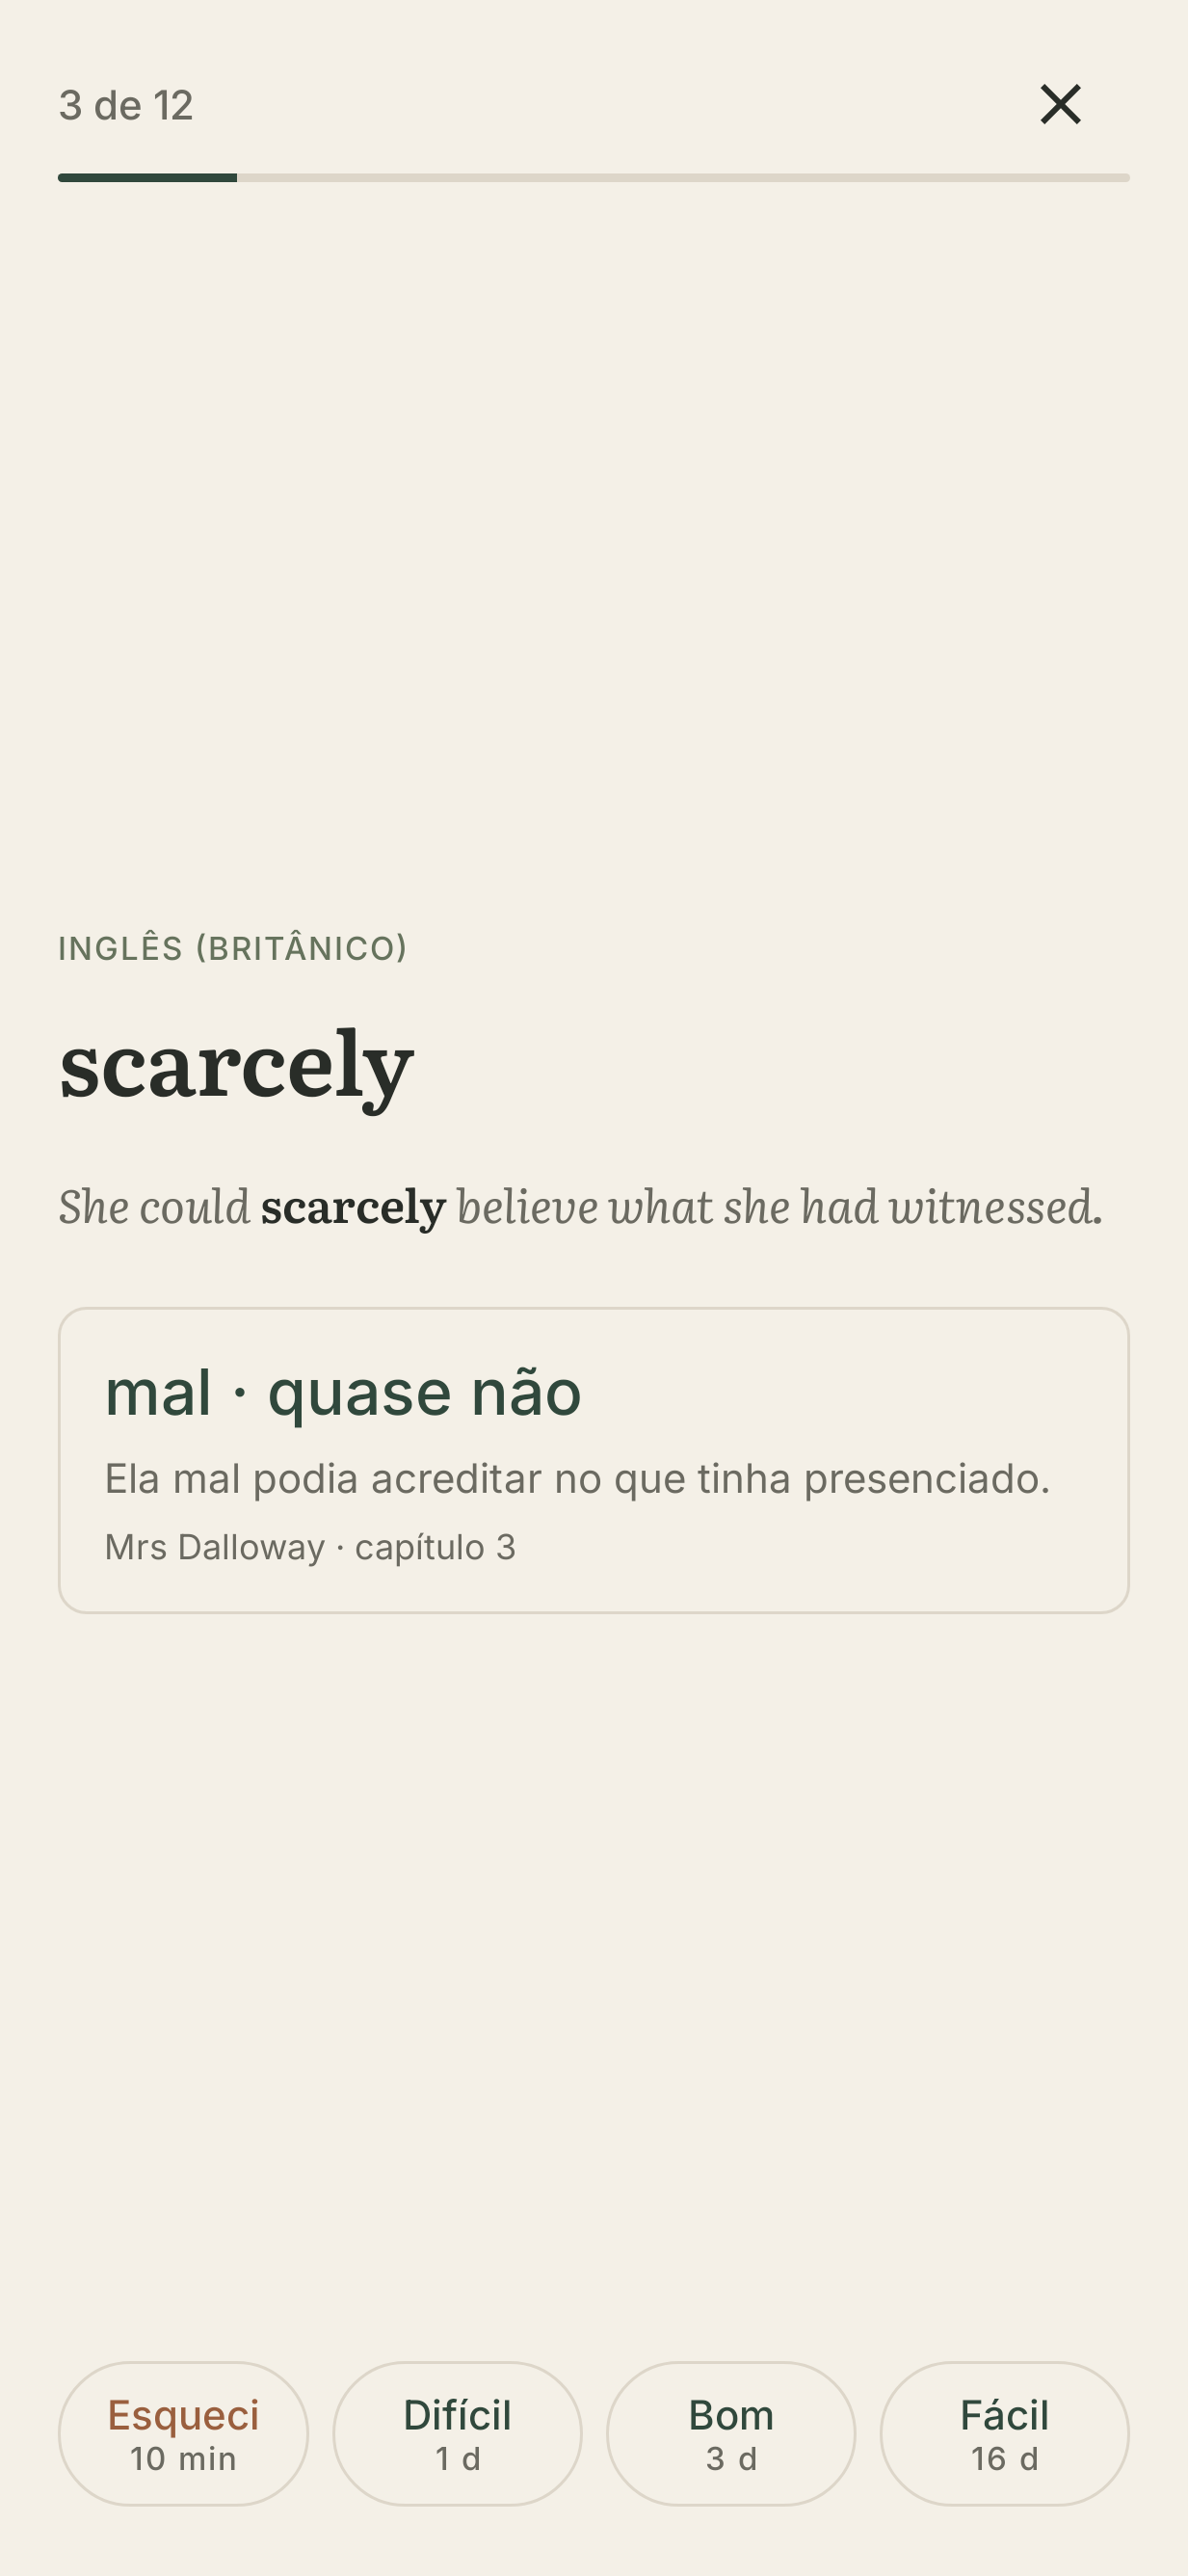 3 de 12
INGLÊS (BRITÂNICO)
scarcely
She could scarcely believe what she had witnessed.
mal · quase não
Ela mal podia acreditar no que tinha presenciado.
Mrs Dalloway · capítulo 3
Esqueci Difícil Bom Fácil
10 min 1 d 3 d 16 d